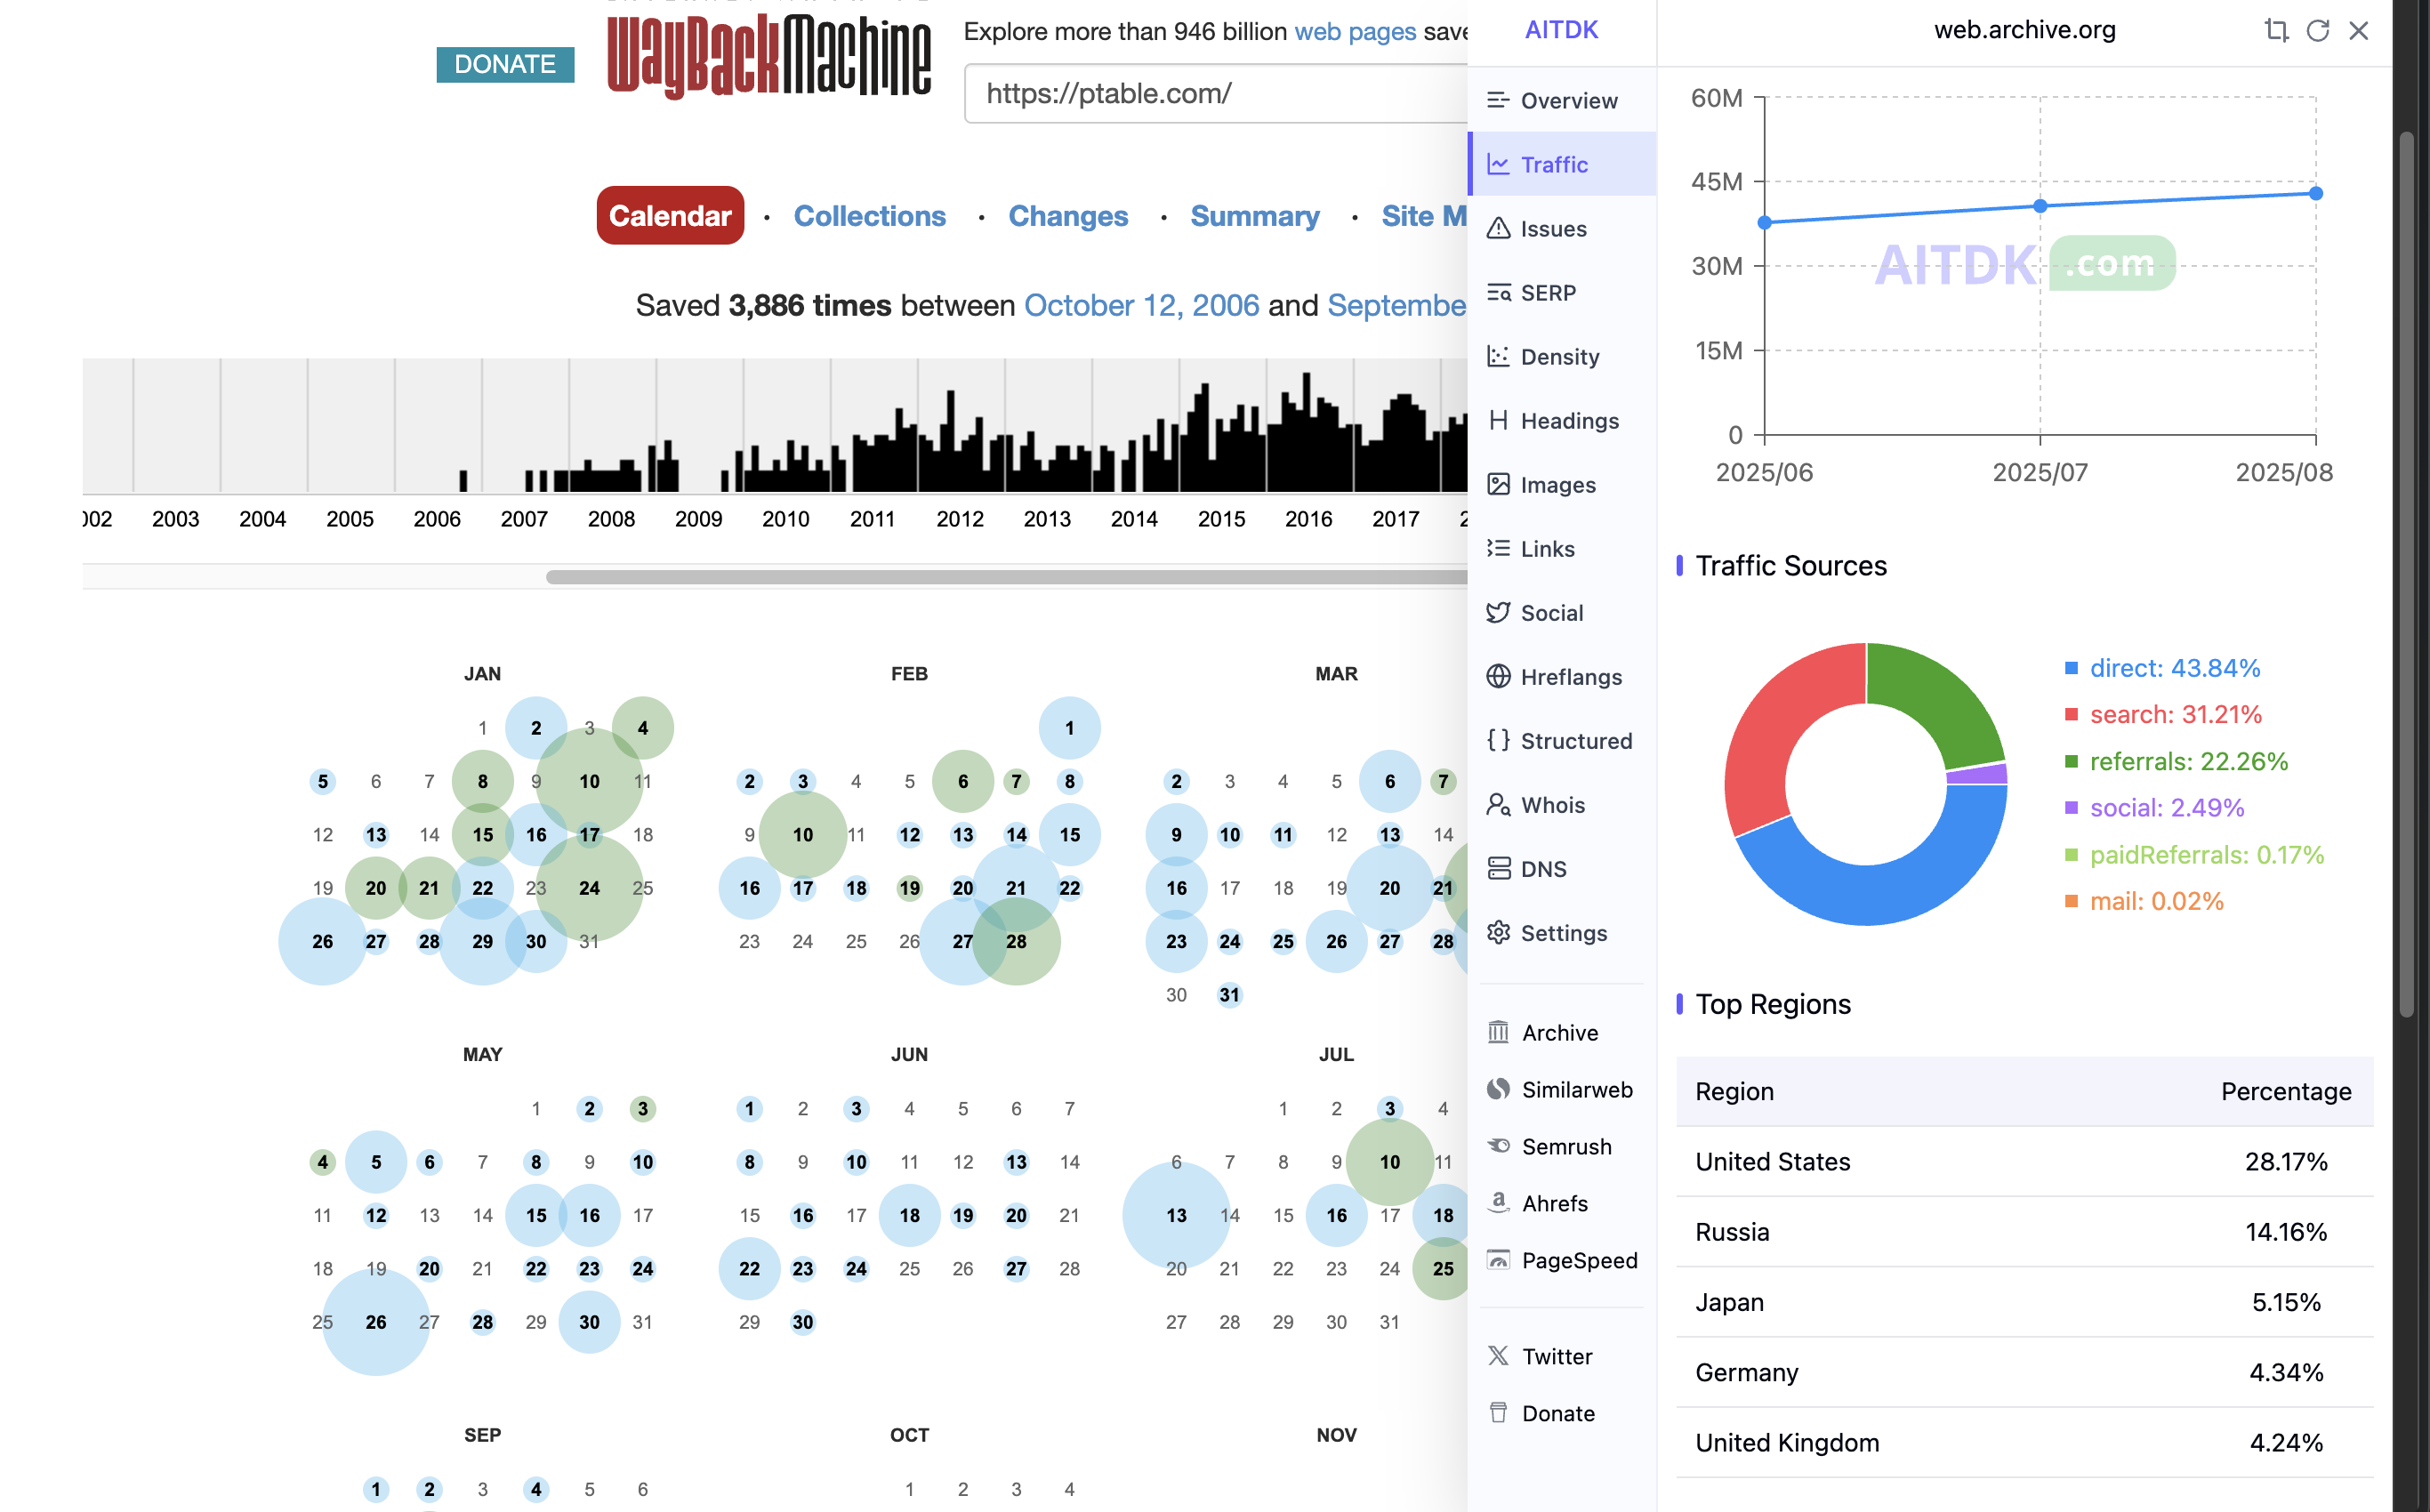 DONATE
WayBackMachine
Explore more than 946 billion web pages save
https://ptable.com/
Calendar · Collections · Changes · Summary · Site M
Saved 3,886 times between October 12, 2006 and Septembe
002 2003 2004 2005 2006 2007 2008 2009 2010 2011 2012 2013 2014 2015 2016 2017 2
JAN
1 2 3 4
5 6 7 8 9 10 11
12 13 14 15 16 17 18
19 20 21 22 23 24 25
26 27 28 29 30 31
FEB
1
2 3 4 5 6 7 8
9 10 11 12 13 14 15
16 17 18 19 20 21 22
23 24 25 26 27 28
MAR
2 3 4 5 6 7
9 10 11 12 13 14
16 17 18 19 20 21
23 24 25 26 27 28
30 31
MAY
1 2 3
4 5 6 7 8 9 10
11 12 13 14 15 16 17
18 19 20 21 22 23 24
25 26 27 28 29 30 31
JUN
1 2 3 4 5 6 7
8 9 10 11 12 13 14
15 16 17 18 19 20 21
22 23 24 25 26 27 28
29 30
JUL
1 2 3 4
6 7 8 9 10 11
13 14 15 16 17 18
20 21 22 23 24 25
27 28 29 30 31
SEP
1 2 3 4 5 6
OCT
1 2 3 4
NOV
AITDK
Overview
Traffic
Issues
SERP
Density
Headings
Images
Links
Social
Hreflangs
Structured
Whois
DNS
Settings
Archive
Similarweb
Semrush
Ahrefs
PageSpeed
Twitter
Donate
web.archive.org
60M
45M
30M
15M
0
2025/06 2025/07 2025/08
AITDK .com
Traffic Sources
direct: 43.84%
search: 31.21%
referrals: 22.26%
social: 2.49%
paidReferrals: 0.17%
mail: 0.02%
Top Regions
Region Percentage
United States 28.17%
Russia 14.16%
Japan 5.15%
Germany 4.34%
United Kingdom 4.24%